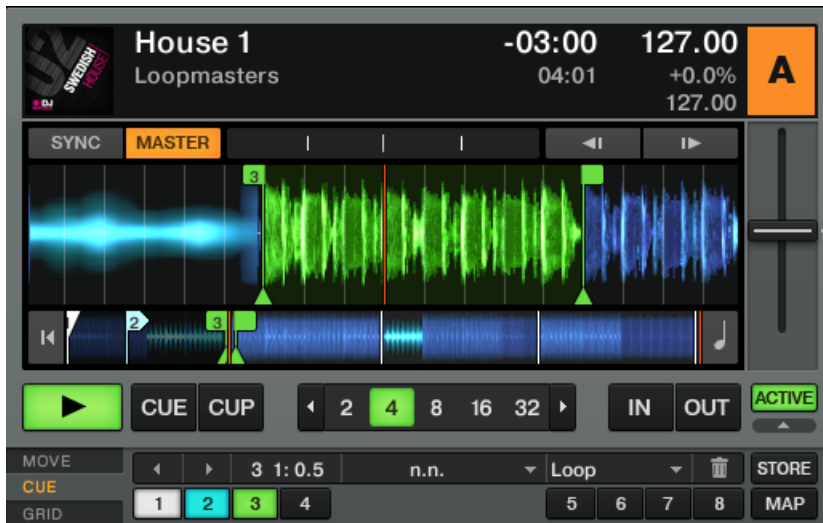 House 1 -03:00 127.00 A
Loopmasters 04:01 +0.0%
127.00
SWEDISH
HOUSE
DJ
SYNC MASTER
3
2 3
CUE CUP 2 4 8 16 32 IN OUT ACTIVE
MOVE
CUE
GRID
3 1: 0.5 n.n. Loop STORE
1 2 3 4 5 6 7 8 MAP